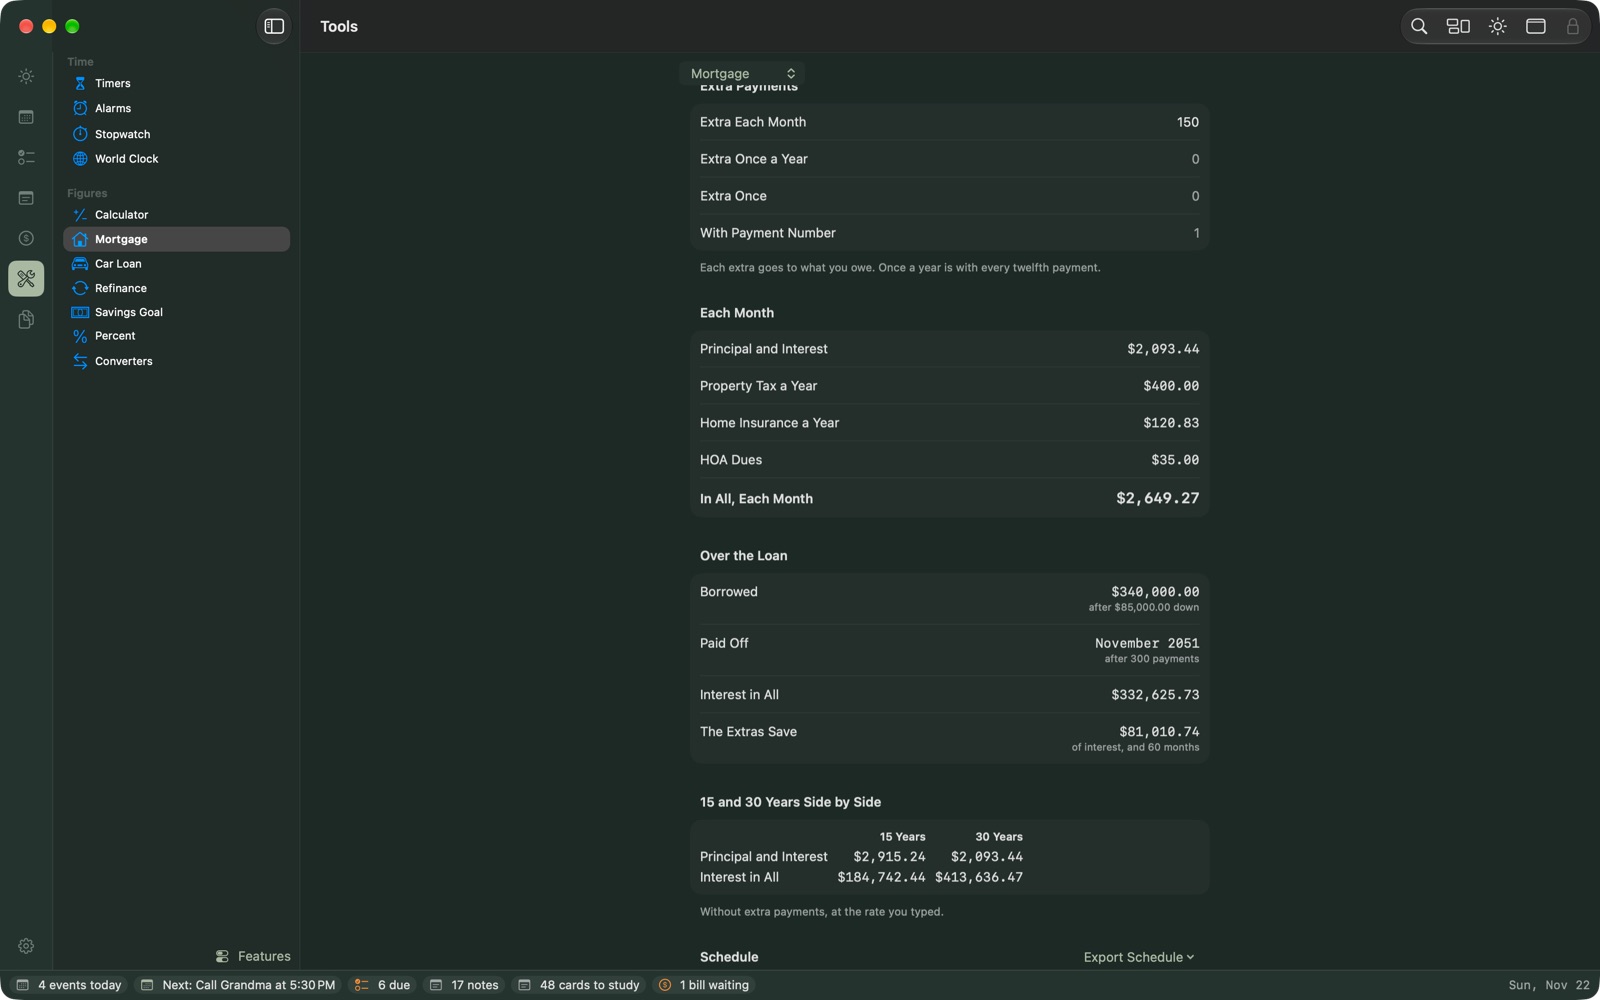 Tools
Time
Timers
Alarms
Stopwatch
World Clock
Figures
Calculator
Mortgage
Car Loan
Refinance
Savings Goal
Percent
Converters
Features
Mortgage
Extra Payments
Extra Each Month 150
Extra Once a Year 0
Extra Once 0
With Payment Number 1
Each extra goes to what you owe. Once a year is with every twelfth payment.
Each Month
Principal and Interest $2,093.44
Property Tax a Year $400.00
Home Insurance a Year $120.83
HOA Dues $35.00
In All, Each Month $2,649.27
Over the Loan
Borrowed $340,000.00
after $85,000.00 down
Paid Off November 2051
after 300 payments
Interest in All $332,625.73
The Extras Save $81,010.74
of interest, and 60 months
15 and 30 Years Side by Side
15 Years 30 Years
Principal and Interest $2,915.24 $2,093.44
Interest in All $184,742.44 $413,636.47
Without extra payments, at the rate you typed.
Schedule Export Schedule
4 events today Next: Call Grandma at 5:30 PM 6 due 17 notes 48 cards to study 1 bill waiting Sun, Nov 22